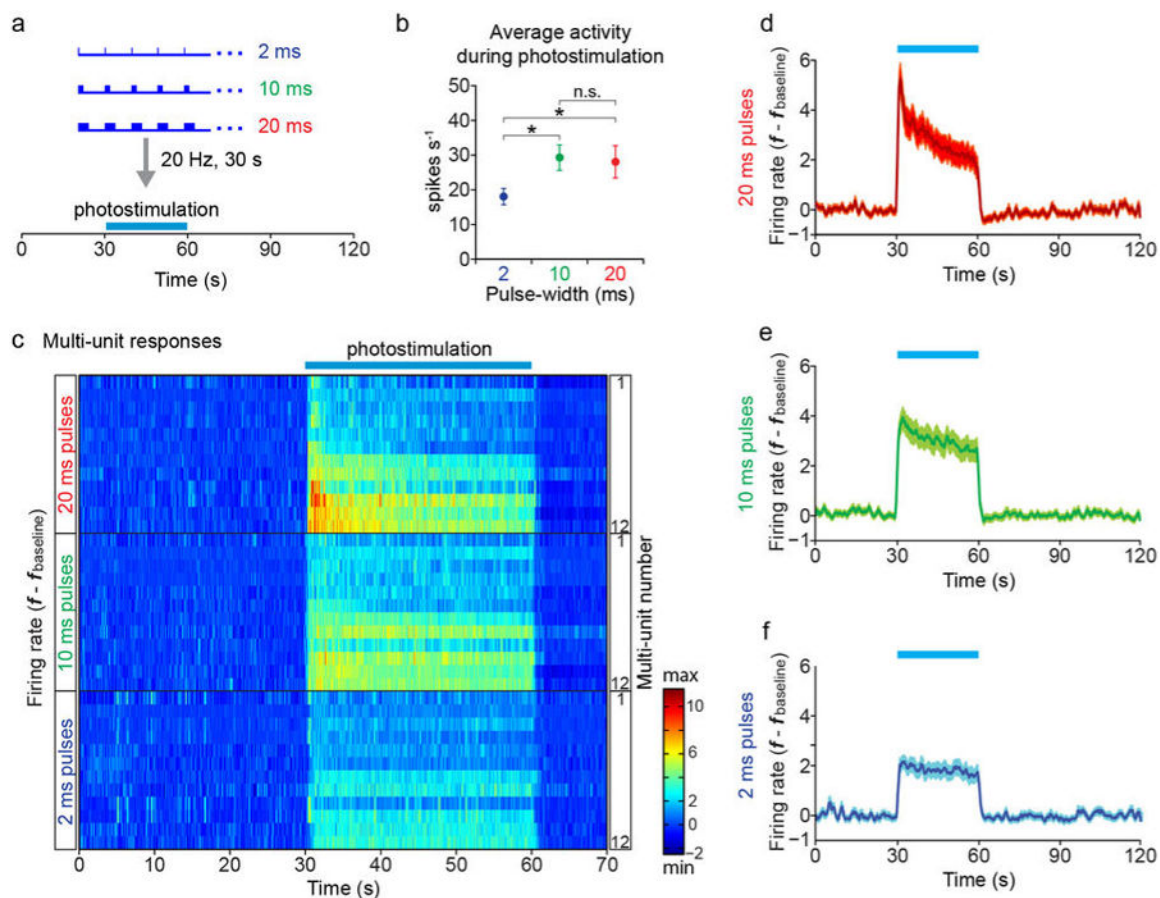 a
2 ms
10 ms
20 ms
20 Hz, 30 s
photostimulation
0 30 60 90 120
Time (s)
b
Average activity
during photostimulation
n.s.
*
*
50
40
30
20
10
0
spikes s⁻¹
2 10 20
Pulse-width (ms)
c Multi-unit responses
photostimulation
Firing rate (f - fbaseline)
20 ms pulses
10 ms pulses
2 ms pulses
1
12
1
12
1
12
Multi-unit number
0 10 20 30 40 50 60 70
Time (s)
max
10
6
4
2
0
−2
min
d
20 ms pulses
Firing rate (f - fbaseline)
6
4
2
0
−1
0 30 60 90 120
Time (s)
e
10 ms pulses
Firing rate (f - fbaseline)
6
4
2
0
−1
0 30 60 90 120
Time (s)
f
2 ms pulses
Firing rate (f - fbaseline)
6
4
2
0
−1
0 30 60 90 120
Time (s)